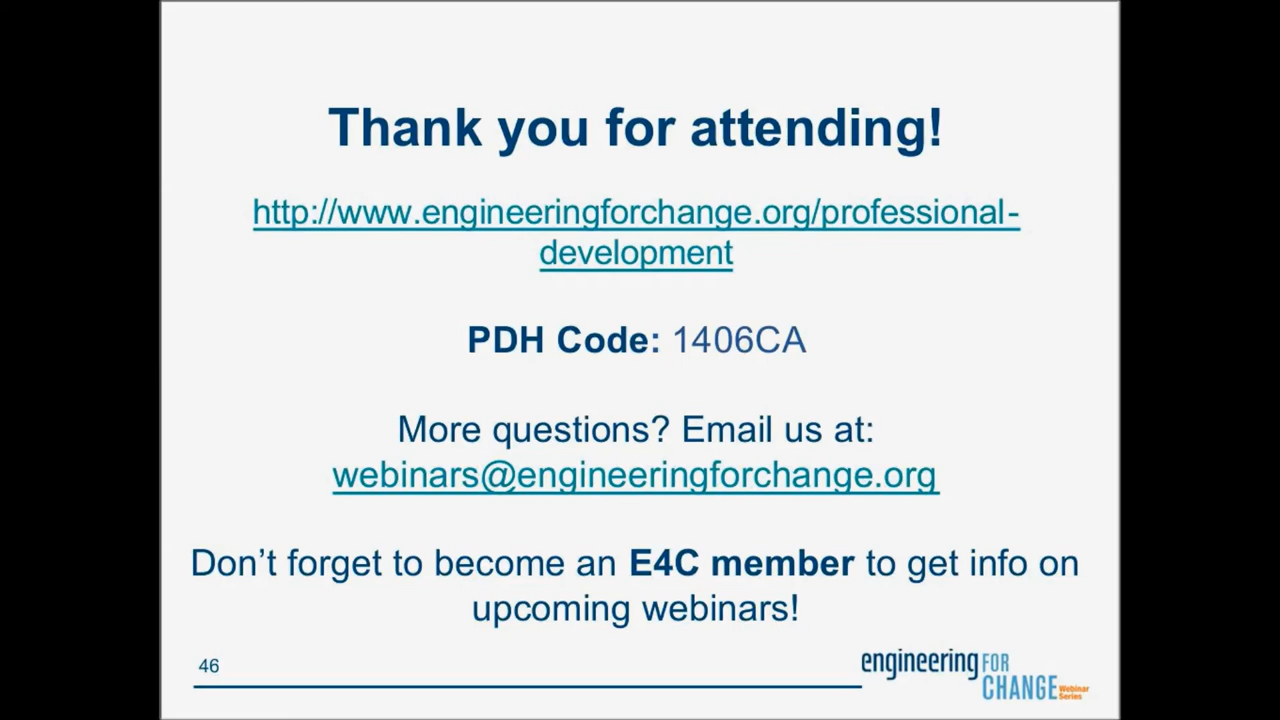 Thank you for attending!
http://www.engineeringforchange.org/professional-
development
PDH Code: 1406CA
More questions? Email us at:
webinars@engineeringforchange.org
Don't forget to become an E4C member to get info on
upcoming webinars!
46
engineering FOR
CHANGE Webinar
Series